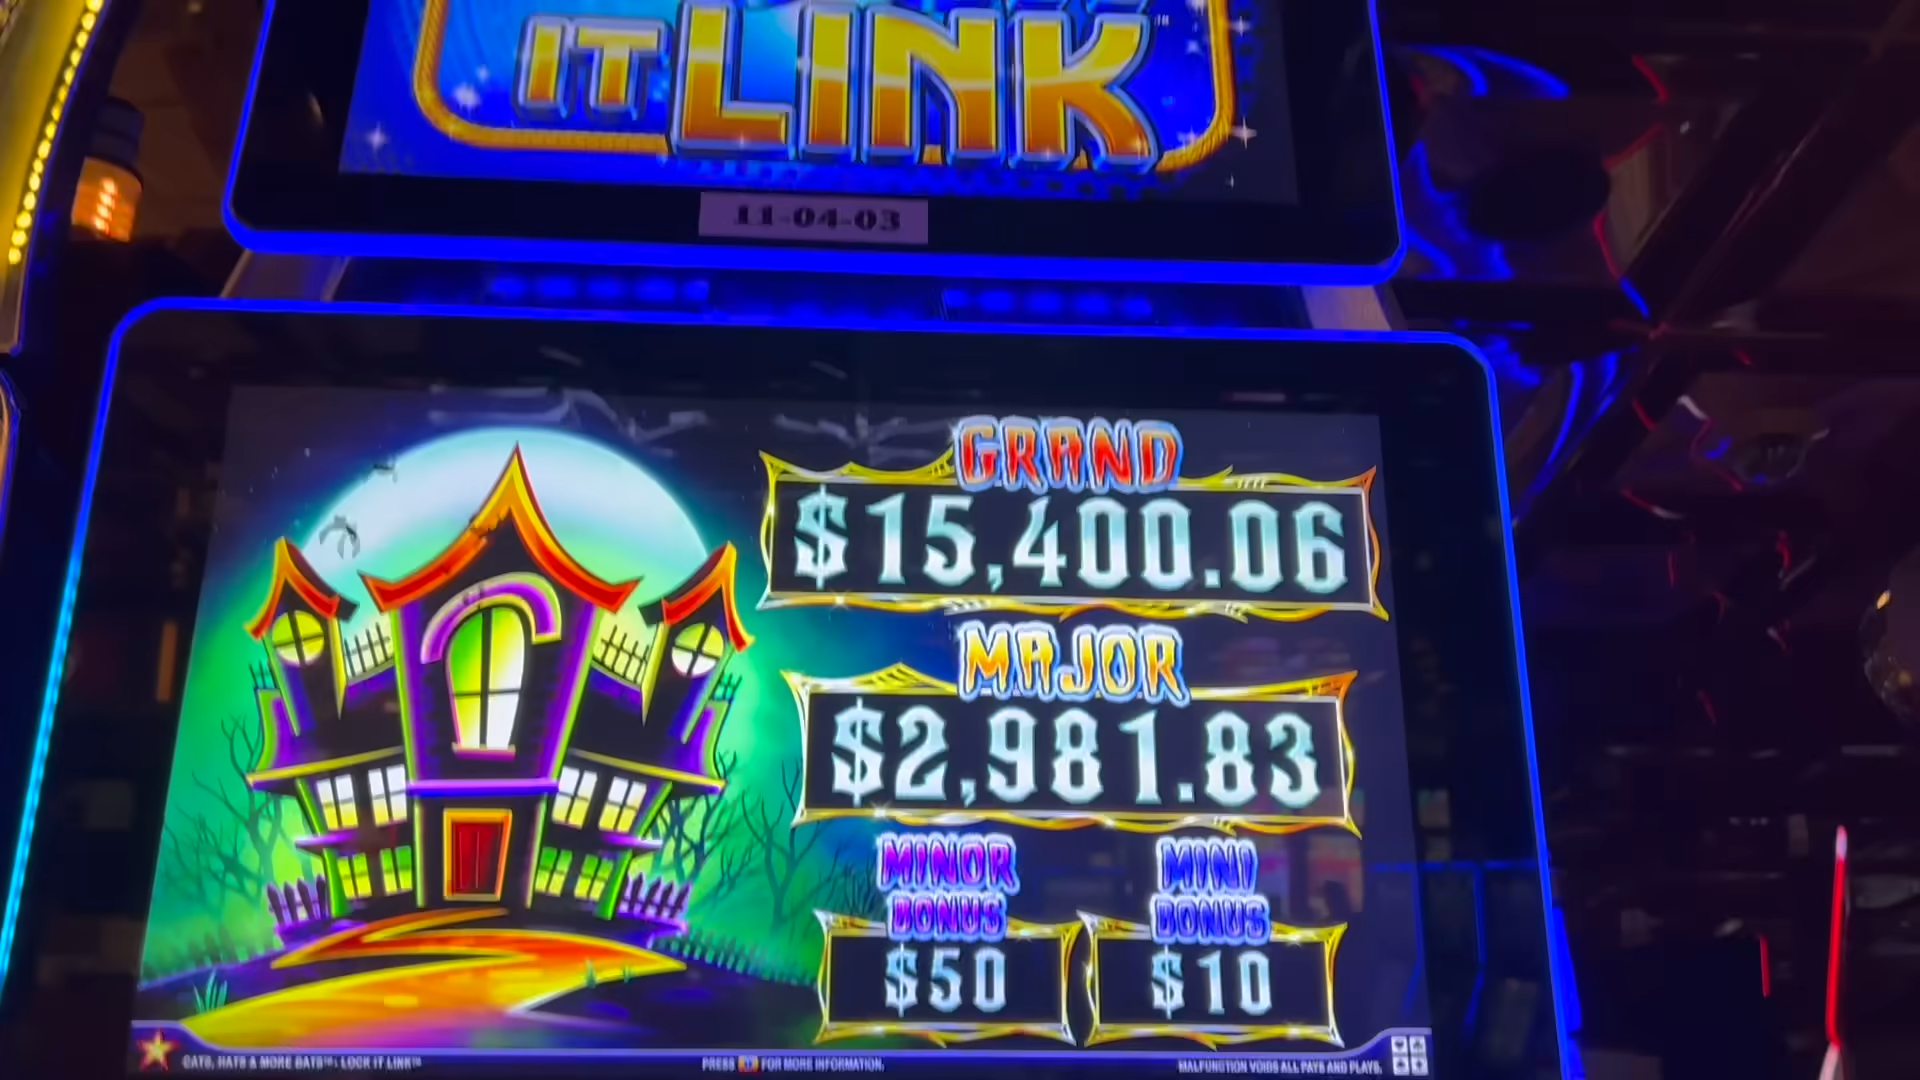 IT LINK™
11-04-03
GRAND
$15,400.06
MAJOR
$2,981.83
MINOR
BONUS
$50
MINI
BONUS
$10
CATS, HATS & MORE BATS™: LOCK IT LINK™
PRESS FOR MORE INFORMATION.
MALFUNCTION VOIDS ALL PAYS AND PLAYS.